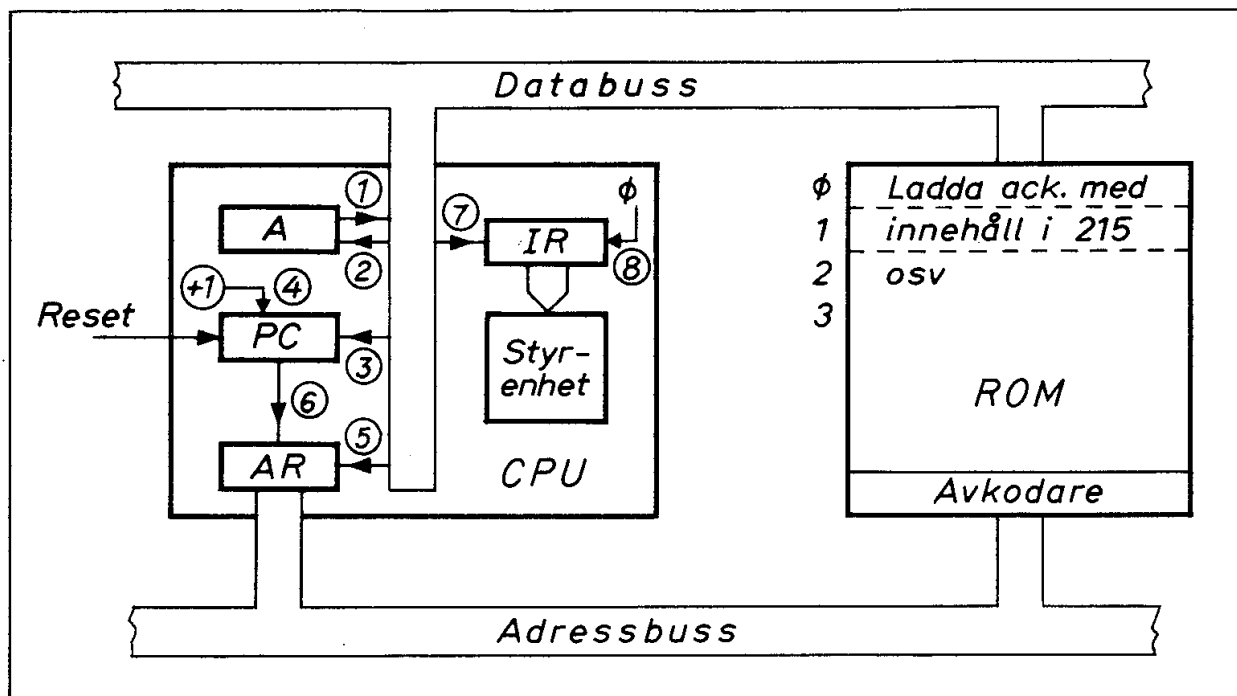 Databuss
① 
A
②
+1
④
Reset
PC
③
⑥
⑤
AR
⑦
IR
ϕ
⑧
Styr-
enhet
CPU
ϕ Ladda ack. med
1 innehåll i 215
2 osv
3
ROM
Avkodare
Adressbuss